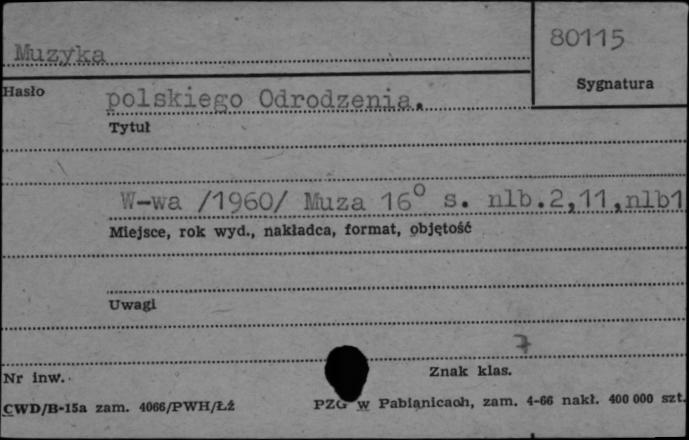 Muzyka
80115
Sygnatura
Hasło
polskiego Odrodzenia.
Tytuł
W-wa /1960/ Muza 16° s. nlb.2,11,nlb1
Miejsce, rok wyd., nakładca, format, objętość
Uwagi
7
Nr inw.
Znak klas.
CWD/B-15a zam. 4066/PWH/Łź
PZG w Pabianicach, zam. 4-66 nakł. 400 000 szt.